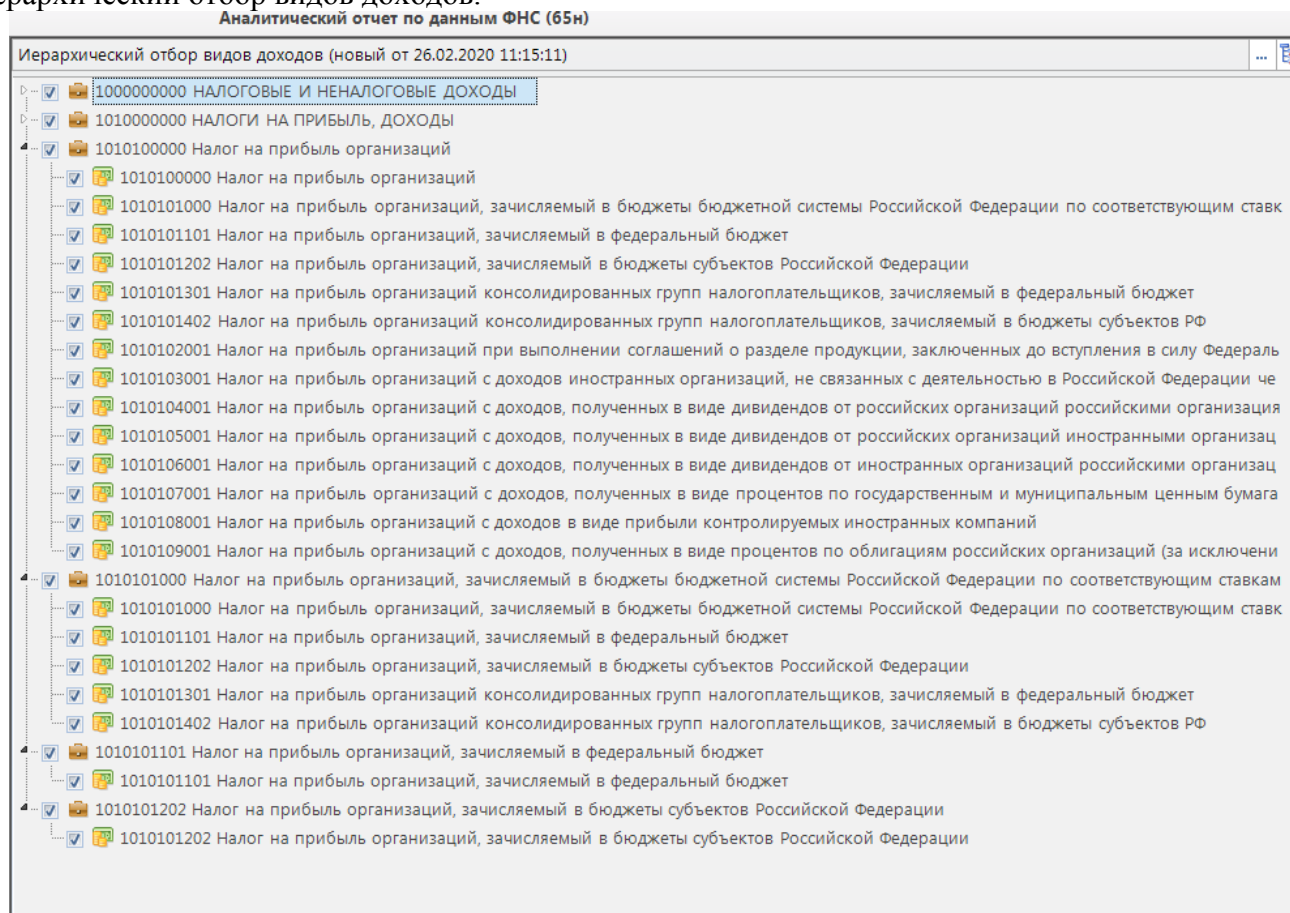 ерархический отбор видов доходов.
Аналитический отчет по данным ФНС (65н)
Иерархический отбор видов доходов (новый от 26.02.2020 11:15:11) ...
1000000000 НАЛОГОВЫЕ И НЕНАЛОГОВЫЕ ДОХОДЫ
1010000000 НАЛОГИ НА ПРИБЫЛЬ, ДОХОДЫ
1010100000 Налог на прибыль организаций
1010100000 Налог на прибыль организаций
1010101000 Налог на прибыль организаций, зачисляемый в бюджеты бюджетной системы Российской Федерации по соответствующим ставк
1010101101 Налог на прибыль организаций, зачисляемый в федеральный бюджет
1010101202 Налог на прибыль организаций, зачисляемый в бюджеты субъектов Российской Федерации
1010101301 Налог на прибыль организаций консолидированных групп налогоплательщиков, зачисляемый в федеральный бюджет
1010101402 Налог на прибыль организаций консолидированных групп налогоплательщиков, зачисляемый в бюджеты субъектов РФ
1010102001 Налог на прибыль организаций при выполнении соглашений о разделе продукции, заключенных до вступления в силу Федераль
1010103001 Налог на прибыль организаций с доходов иностранных организаций, не связанных с деятельностью в Российской Федерации че
1010104001 Налог на прибыль организаций с доходов, полученных в виде дивидендов от российских организаций российскими организация
1010105001 Налог на прибыль организаций с доходов, полученных в виде дивидендов от российских организаций иностранными организац
1010106001 Налог на прибыль организаций с доходов, полученных в виде дивидендов от иностранных организаций российскими организац
1010107001 Налог на прибыль организаций с доходов, полученных в виде процентов по государственным и муниципальным ценным бумага
1010108001 Налог на прибыль организаций с доходов в виде прибыли контролируемых иностранных компаний
1010109001 Налог на прибыль организаций с доходов, полученных в виде процентов по облигациям российских организаций (за исключени
1010101000 Налог на прибыль организаций, зачисляемый в бюджеты бюджетной системы Российской Федерации по соответствующим ставкам
1010101000 Налог на прибыль организаций, зачисляемый в бюджеты бюджетной системы Российской Федерации по соответствующим ставк
1010101101 Налог на прибыль организаций, зачисляемый в федеральный бюджет
1010101202 Налог на прибыль организаций, зачисляемый в бюджеты субъектов Российской Федерации
1010101301 Налог на прибыль организаций консолидированных групп налогоплательщиков, зачисляемый в федеральный бюджет
1010101402 Налог на прибыль организаций консолидированных групп налогоплательщиков, зачисляемый в бюджеты субъектов РФ
1010101101 Налог на прибыль организаций, зачисляемый в федеральный бюджет
1010101101 Налог на прибыль организаций, зачисляемый в федеральный бюджет
1010101202 Налог на прибыль организаций, зачисляемый в бюджеты субъектов Российской Федерации
1010101202 Налог на прибыль организаций, зачисляемый в бюджеты субъектов Российской Федерации